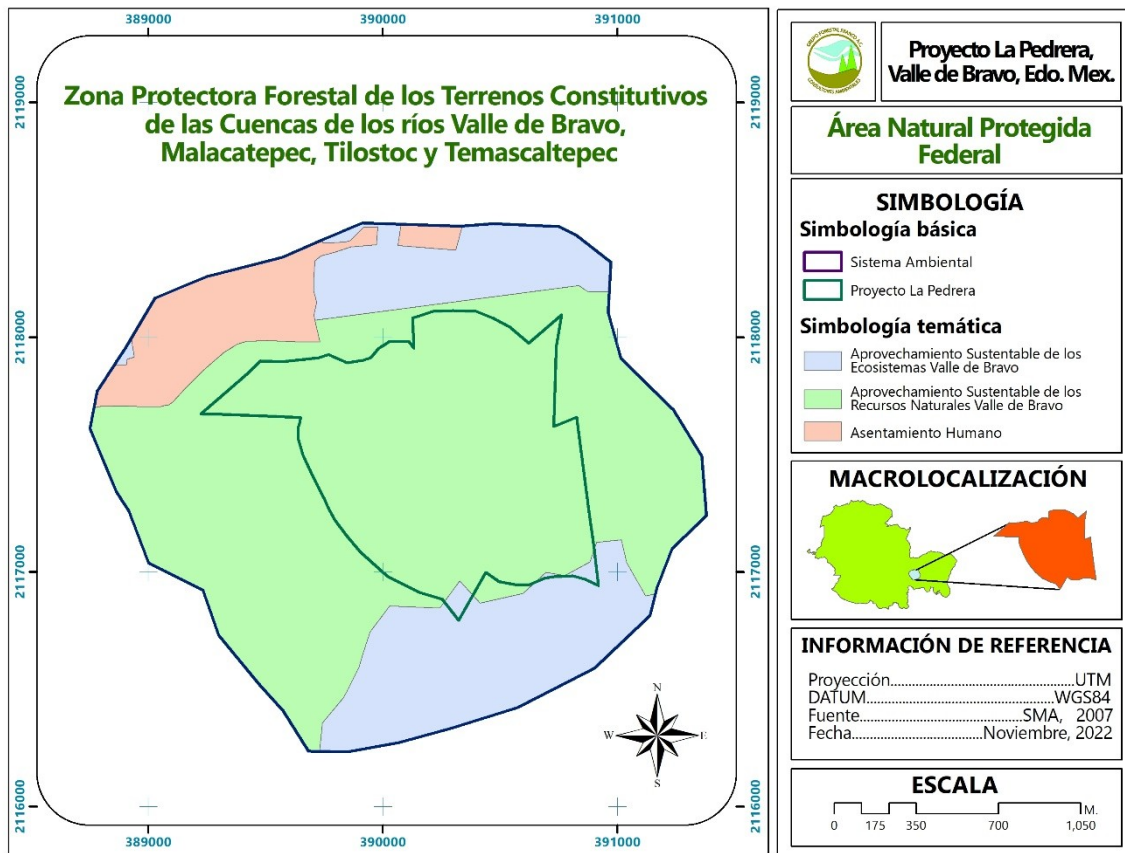 389000
390000
391000
2119000
2118000
2117000
2116000
Zona Protectora Forestal de los Terrenos Constitutivos
de las Cuencas de los ríos Valle de Bravo,
Malacatepec, Tilostoc y Temascaltepec
N
W
E
S
2119000
2118000
2117000
2116000
389000
390000
391000
Proyecto La Pedrera,
Valle de Bravo, Edo. Mex.
Área Natural Protegida
Federal
SIMBOLOGÍA
Simbología básica
Sistema Ambiental
Proyecto La Pedrera
Simbología temática
Aprovechamiento Sustentable de los
Ecosistemas Valle de Bravo
Aprovechamiento Sustentable de los
Recursos Naturales Valle de Bravo
Asentamiento Humano
MACROLOCALIZACIÓN
INFORMACIÓN DE REFERENCIA
Proyección..............................UTM
DATUM..............................WGS84
Fuente..........................SMA, 2007
Fecha.....................Noviembre, 2022
ESCALA
M.
0 175 350 700 1,050